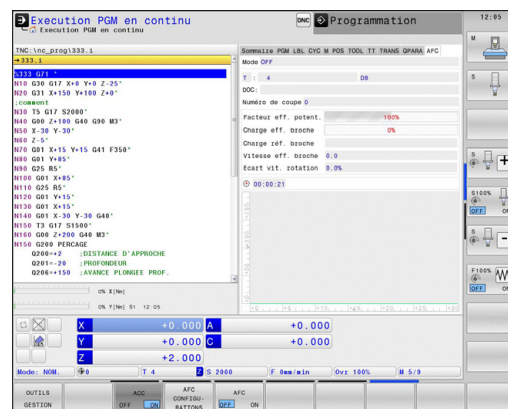 Execution PGM en continu
Execution PGM en continu
DNC
Programmation
12:05
TNC:\nc_prog\333.1
→333.1
%333 G71 *
N10 G30 G17 X+0 Y+0 Z-25*
N20 G31 X+150 Y+100 Z+0*
;comment
N30 T5 G17 S2000*
N40 G00 Z+100 G40 G90 M3*
N50 X-30 Y-30*
N60 Z-5*
N70 G01 X+15 Y+15 G41 F350*
N80 G01 Y+85*
N90 G25 R5*
N100 G01 X+85*
N110 G25 R5*
N120 G01 Y+15*
N130 G01 X+15*
N140 G01 X-30 Y-30 G40*
N150 T3 G17 S1500*
N160 G00 Z+200 G40 M3*
N150 G200 PERCAGE
Q200=+2 ;DISTANCE D'APPROCHE
Q201=-20 ;PROFONDEUR
Q206=+150 ;AVANCE PLONGEE PROF.
0% X[Nm]
0% Y[Nm] S1 12:05
Sommaire PGM LBL CYC M POS TOOL TT TRANS QPARA AFC
Mode OFF
T : 4 D8
DOC:
Numéro de coupe 0
Facteur eff. potent. 100%
Charge eff. broche 0%
Charge réf. broche
Vitesse eff. broche 0.0
Ecart vit. rotation 0.0%
00:00:21
X +0.000 A +0.000
Y +0.000 C +0.000
Z +2.000
Mode: NOM. 0 T 4 Z S 2000 F 0mm/min Ovr 100% M 5/9
OUTILS
GESTION
ACC
OFF ON
AFC
CONFIGU-
RATIONS
AFC
OFF ON
M
S
S
S100%
OFF ON
S
F100%
OFF ON